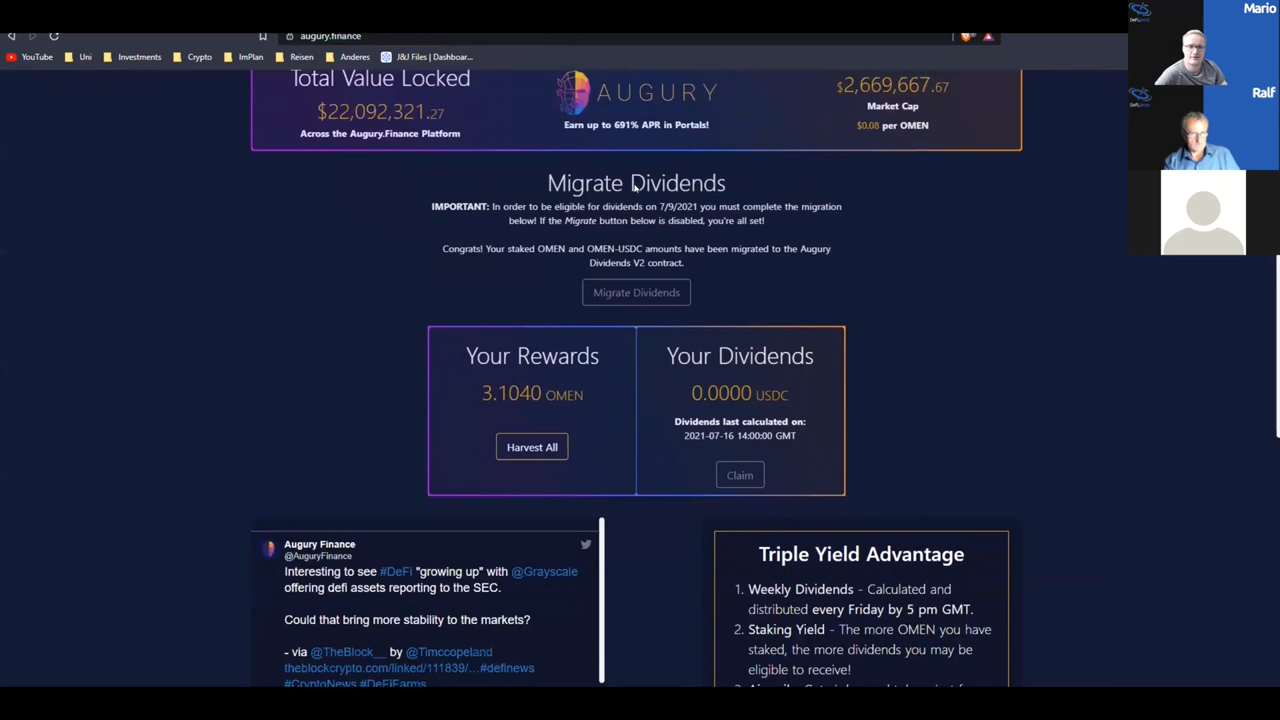 augury.finance
YouTube Uni Investments Crypto ImPlan Reisen Anderes J&J Files | Dashboar...
Mario
Ralf
Total Value Locked
$22,092,321.27
Across the Augury.Finance Platform
AUGURY
Earn up to 691% APR in Portals!
$2,669,667.67
Market Cap
$0.08 per OMEN
Migrate Dividends
IMPORTANT: In order to be eligible for dividends on 7/9/2021 you must complete the migration
below! If the Migrate button below is disabled, you're all set!
Congrats! Your staked OMEN and OMEN-USDC amounts have been migrated to the Augury
Dividends V2 contract.
Migrate Dividends
Your Rewards
3.1040 OMEN
Harvest All
Your Dividends
0.0000 USDC
Dividends last calculated on:
2021-07-16 14:00:00 GMT
Claim
Augury Finance
@AuguryFinance
Interesting to see #DeFI "growing up" with @Grayscale
offering defi assets reporting to the SEC.
Could that bring more stability to the markets?
- via @TheBlock__ by @Timccopeland
theblockcrypto.com/linked/111839/... #definews
#CryptoNews #DeFiFarms
Triple Yield Advantage
1. Weekly Dividends - Calculated and
distributed every Friday by 5 pm GMT.
2. Staking Yield - The more OMEN you have
staked, the more dividends you may be
eligible to receive!